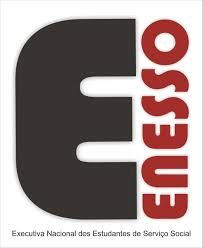 E
ENESSO
Executiva Nacional dos Estudantes de Serviço Social